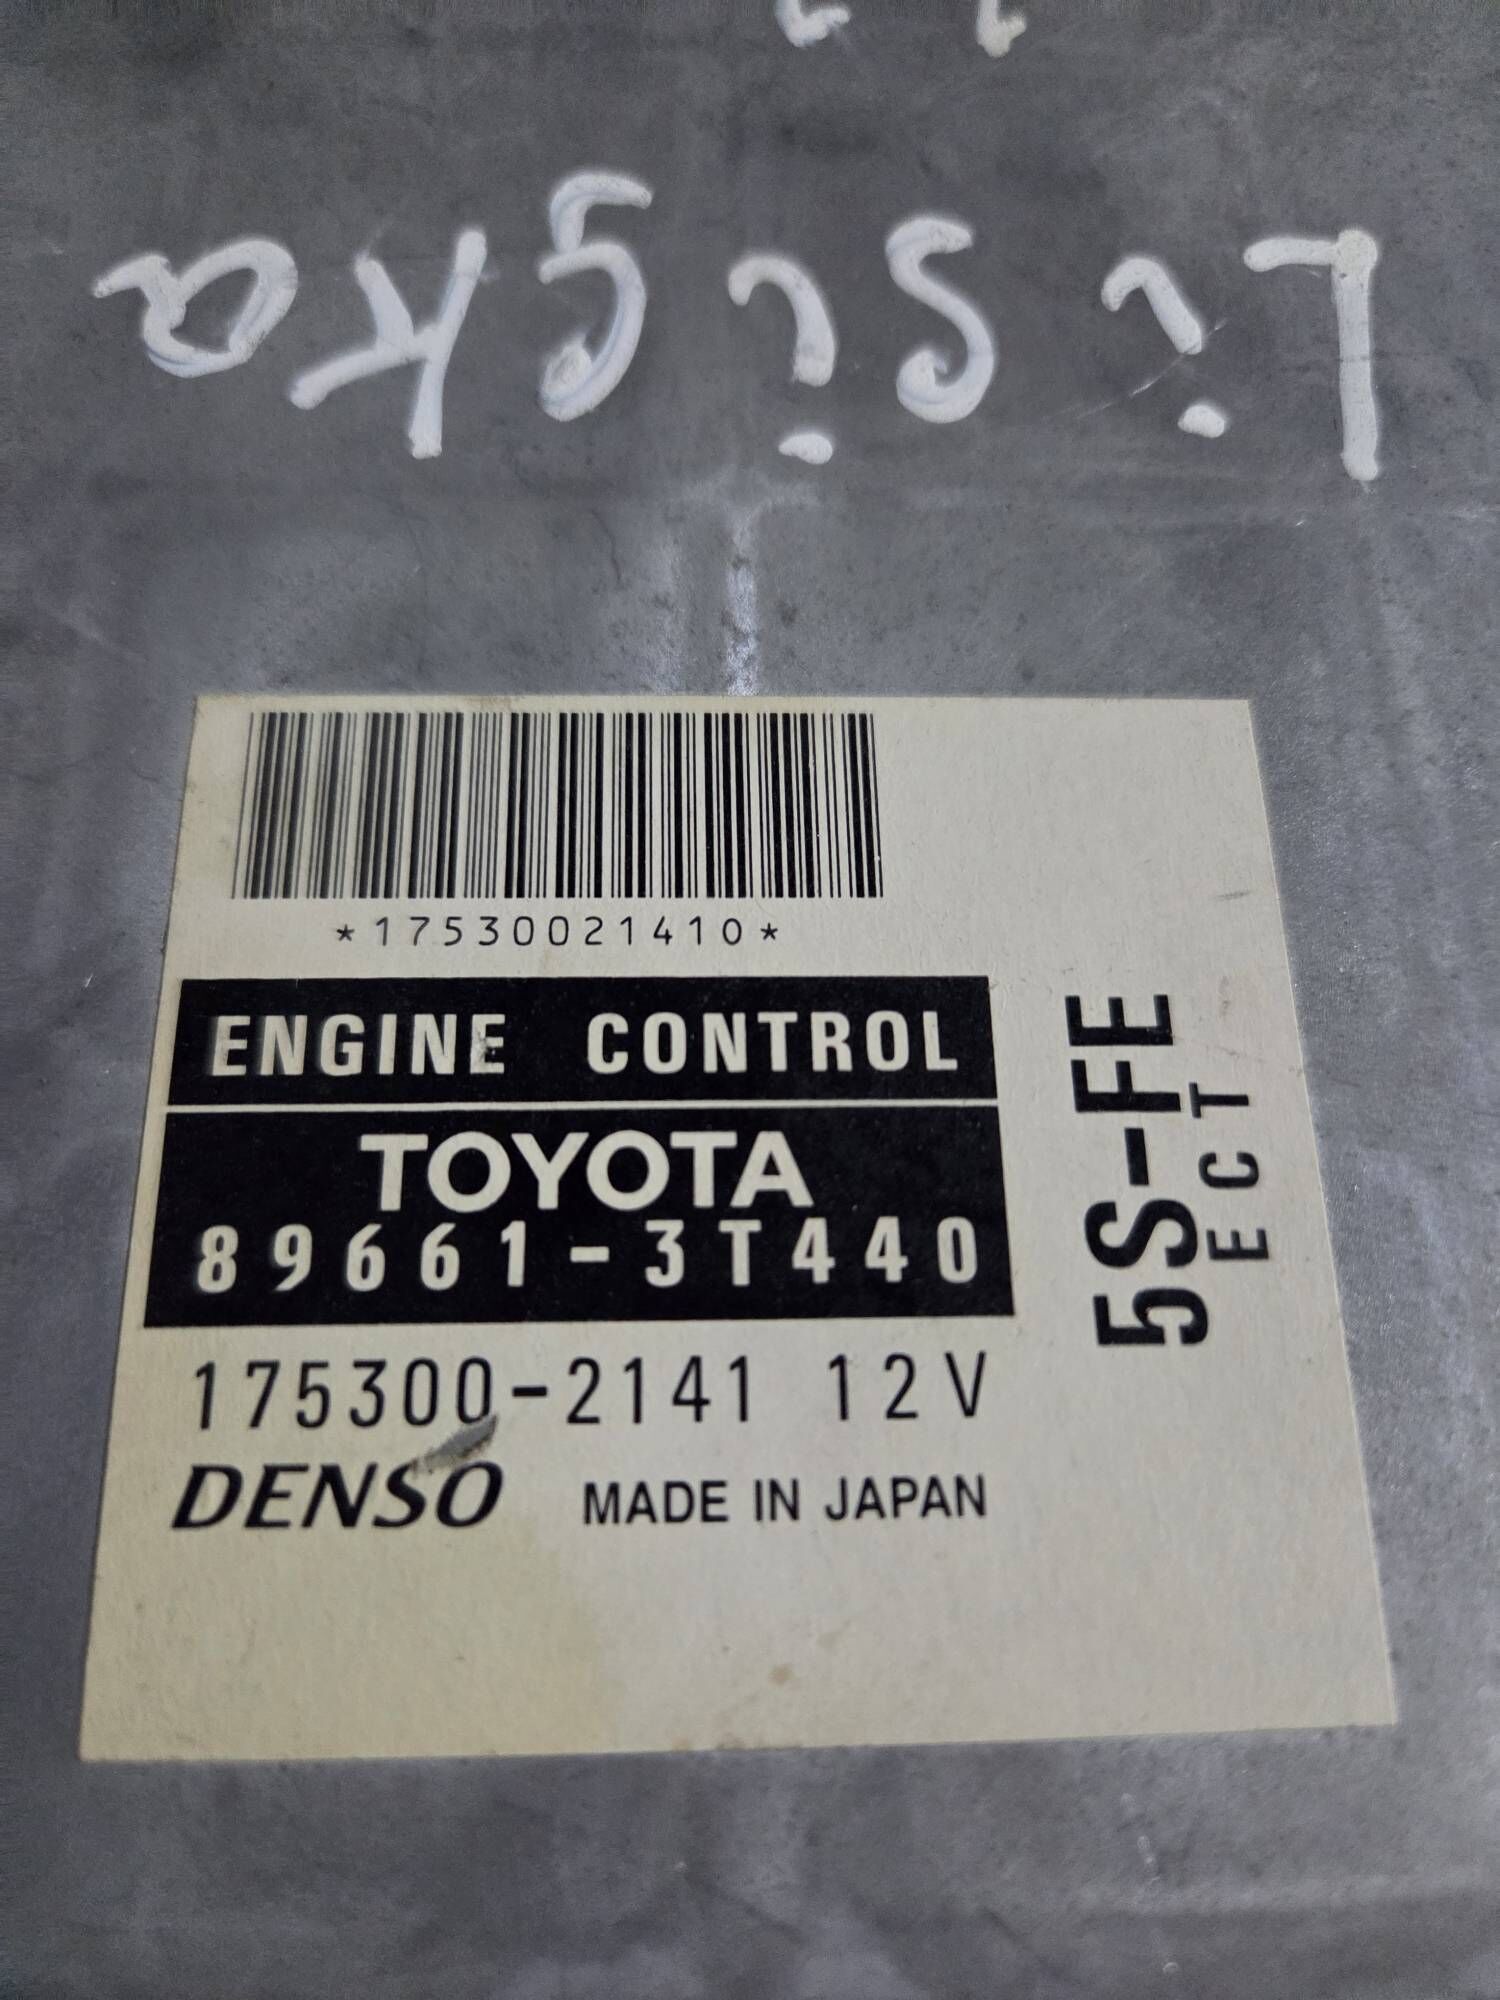 *17530021410*
ENGINE CONTROL
TOYOTA
89661-3T440
175300-2141 12V
DENSO MADE IN JAPAN
5S-FE
ECT